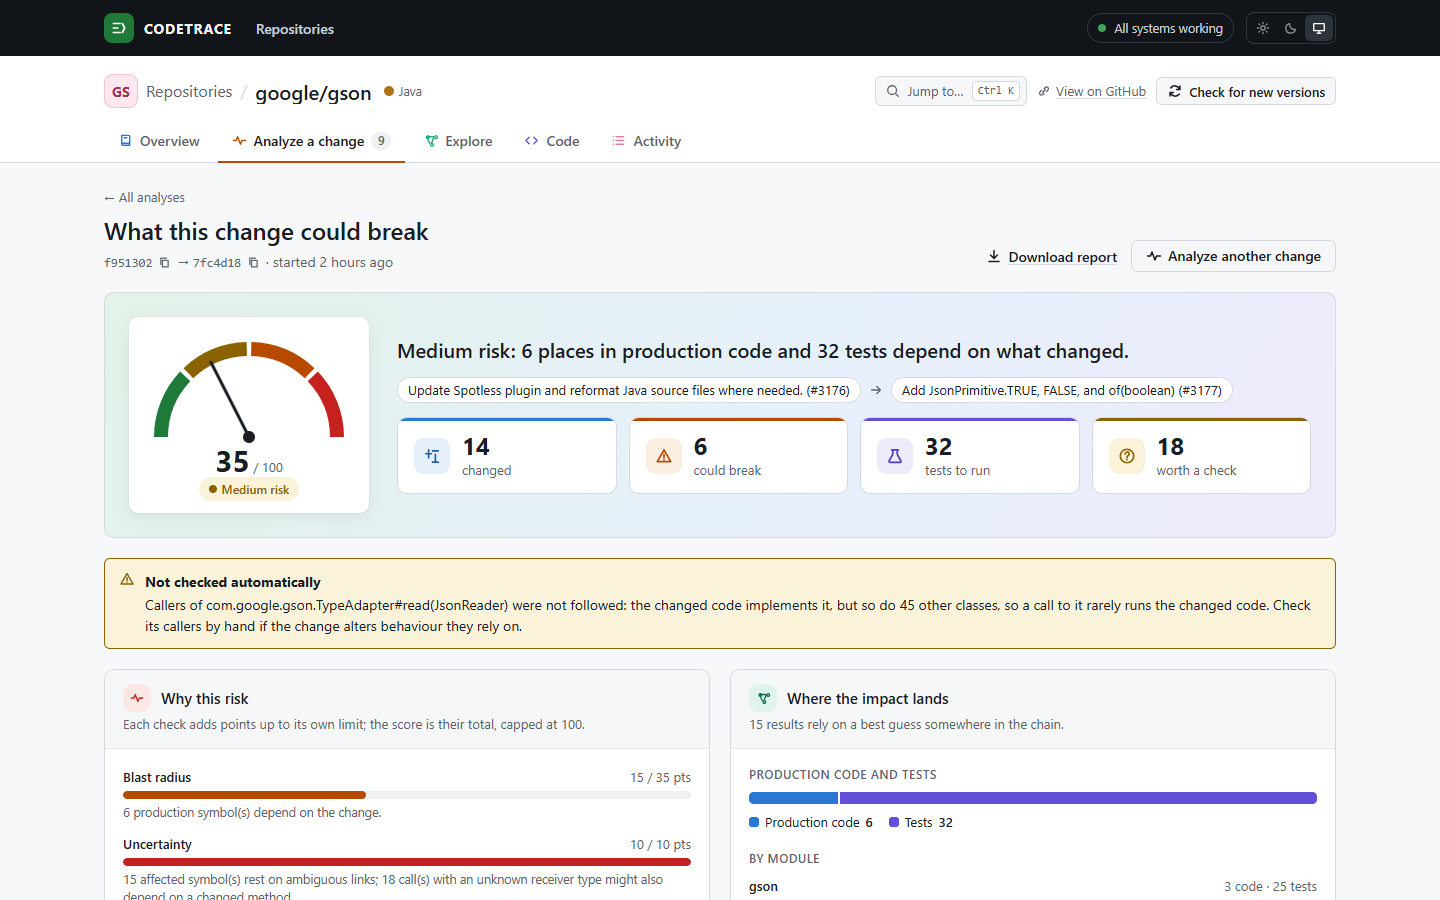 CODETRACE
Repositories
All systems working
GS
Repositories / google/gson
Java
Jump to...
Ctrl K
View on GitHub
Check for new versions
Overview
Analyze a change 9
Explore
Code
Activity
← All analyses
What this change could break
f951302 → 7fc4d18 · started 2 hours ago
Download report
Analyze another change
35 / 100
Medium risk
Medium risk: 6 places in production code and 32 tests depend on what changed.
Update Spotless plugin and reformat Java source files where needed. (#3176) → Add JsonPrimitive.TRUE, FALSE, and of(boolean) (#3177)
14
changed
6
could break
32
tests to run
18
worth a check
Not checked automatically
Callers of com.google.gson.TypeAdapter#read(JsonReader) were not followed: the changed code implements it, but so do 45 other classes, so a call to it rarely runs the changed code. Check
its callers by hand if the change alters behaviour they rely on.
Why this risk
Each check adds points up to its own limit; the score is their total, capped at 100.
Blast radius 15 / 35 pts
6 production symbol(s) depend on the change.
Uncertainty 10 / 10 pts
15 affected symbol(s) rest on ambiguous links; 18 call(s) with an unknown receiver type might also
depend on a changed method.
Where the impact lands
15 results rely on a best guess somewhere in the chain.
PRODUCTION CODE AND TESTS
Production code 6 Tests 32
BY MODULE
gson 3 code · 25 tests